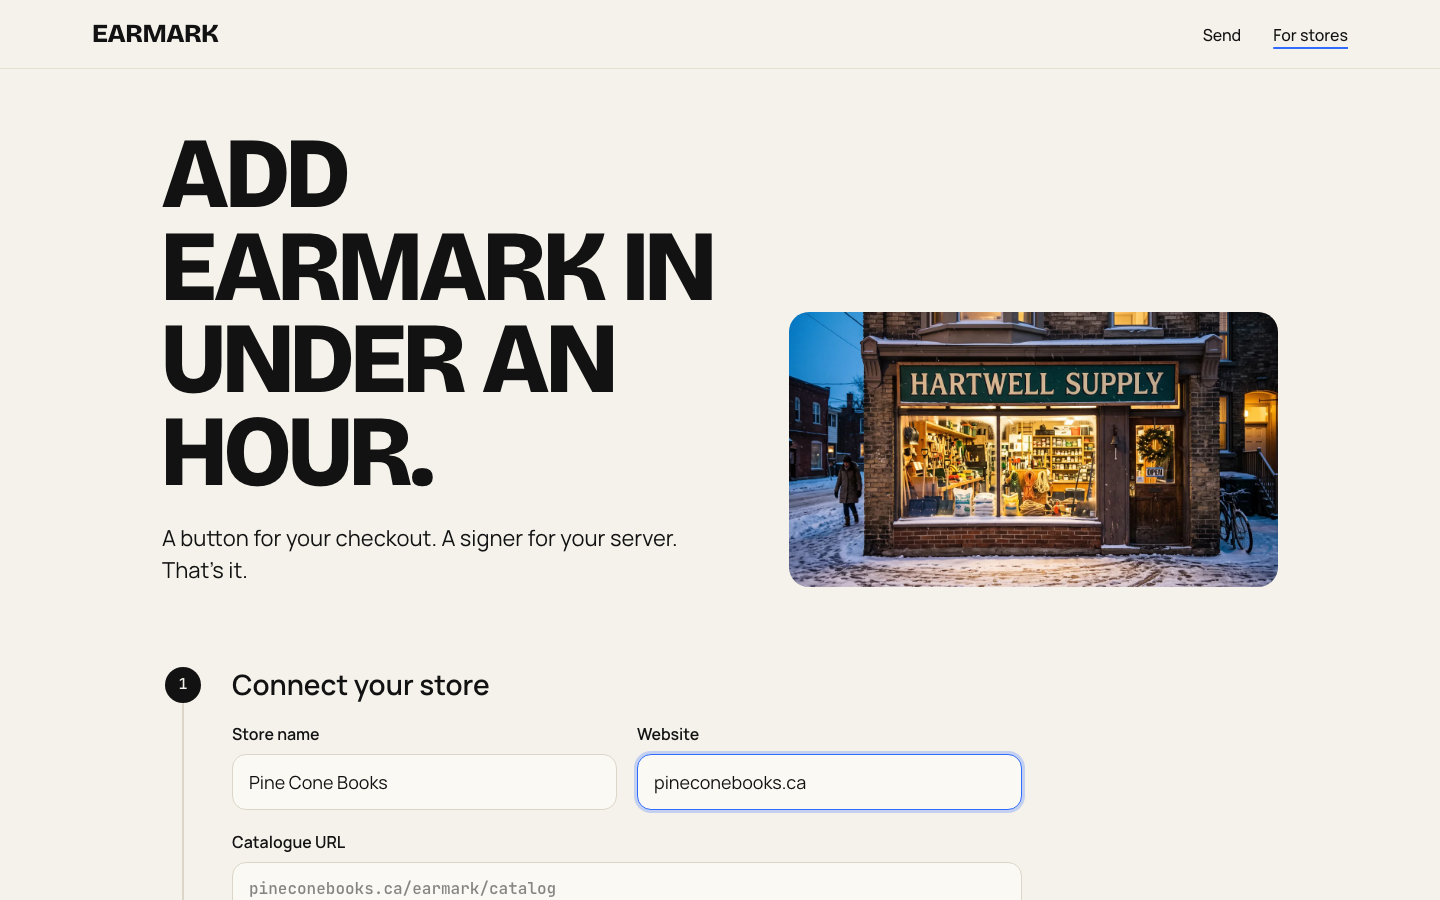 EARMARK
Send
For stores
ADD
EARMARK IN
UNDER AN
HOUR.
A button for your checkout. A signer for your server.
That’s it.
HARTWELL SUPPLY
OPEN
1
Connect your store
Store name
Website
Pine Cone Books
pineconebooks.ca
Catalogue URL
pineconebooks.ca/earmark/catalog